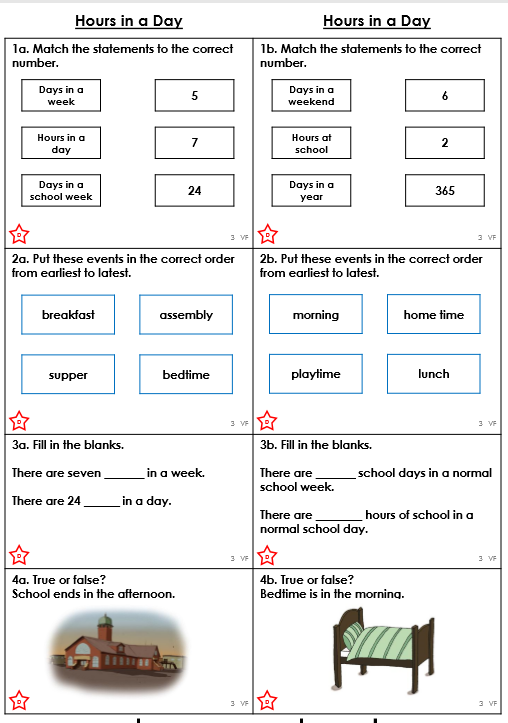 Hours in a Day
Hours in a Day
1a. Match the statements to the correct
number.
Days in a
week
5
Hours in a
day
7
Days in a
school week
24
D
3 VF
1b. Match the statements to the correct
number.
Days in a
weekend
6
Hours at
school
2
Days in a
year
365
D
3 VF
2a. Put these events in the correct order
from earliest to latest.
breakfast
assembly
supper
bedtime
D
3 VF
2b. Put these events in the correct order
from earliest to latest.
morning
home time
playtime
lunch
D
3 VF
3a. Fill in the blanks.
There are seven ______ in a week.
There are 24 ______ in a day.
D
3 VF
3b. Fill in the blanks.
There are ______ school days in a normal
school week.
There are _______ hours of school in a
normal school day.
D
3 VF
4a. True or false?
School ends in the afternoon.
D
3 VF
4b. True or false?
Bedtime is in the morning.
D
3 VF